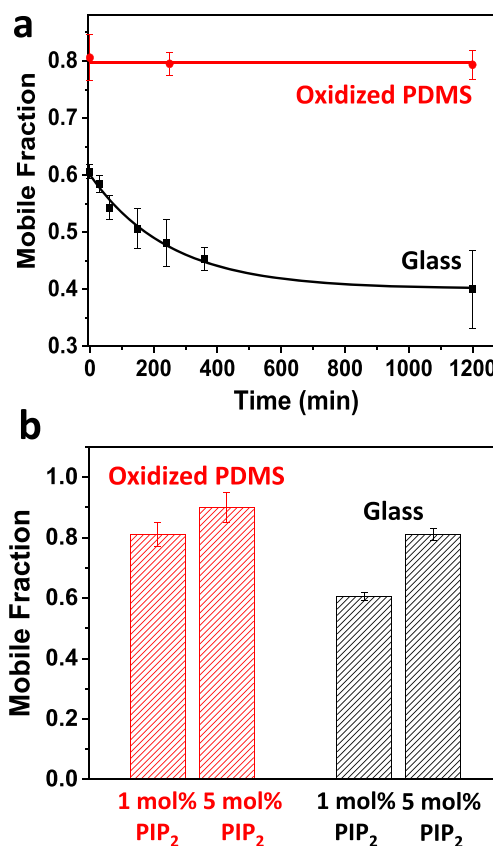 a
0.8
0.7
0.6
0.5
0.4
0.3
Mobile Fraction
Oxidized PDMS
Glass
0 200 400 600 800 1000 1200
Time (min)
b
1.0
0.8
0.6
0.4
0.2
0.0
Mobile Fraction
Oxidized PDMS
Glass
1 mol% 5 mol% 1 mol% 5 mol%
PIP₂ PIP₂ PIP₂ PIP₂